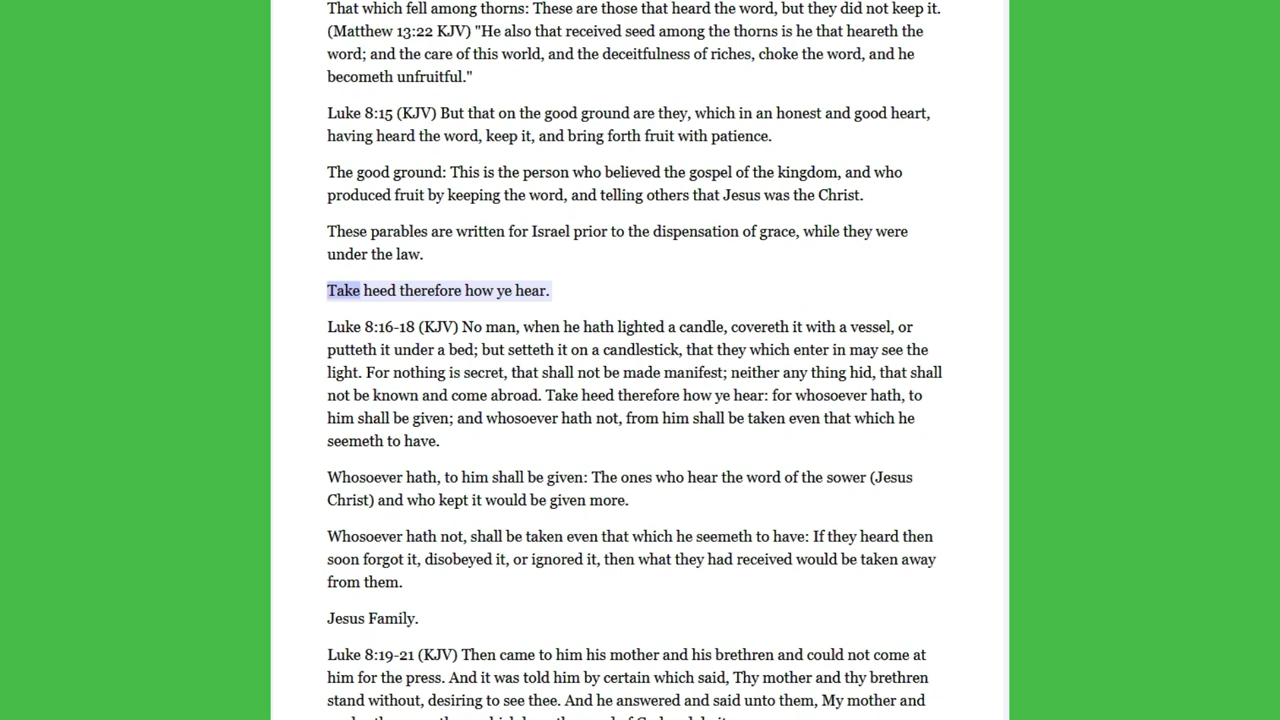 That which fell among thorns: These are those that heard the word, but they did not keep it.
(Matthew 13:22 KJV) "He also that received seed among the thorns is he that heareth the
word; and the care of this world, and the deceitfulness of riches, choke the word, and he
becometh unfruitful."
Luke 8:15 (KJV) But that on the good ground are they, which in an honest and good heart,
having heard the word, keep it, and bring forth fruit with patience.
The good ground: This is the person who believed the gospel of the kingdom, and who
produced fruit by keeping the word, and telling others that Jesus was the Christ.
These parables are written for Israel prior to the dispensation of grace, while they were
under the law.
Take heed therefore how ye hear.
Luke 8:16-18 (KJV) No man, when he hath lighted a candle, covereth it with a vessel, or
putteth it under a bed; but setteth it on a candlestick, that they which enter in may see the
light. For nothing is secret, that shall not be made manifest; neither any thing hid, that shall
not be known and come abroad. Take heed therefore how ye hear: for whosoever hath, to
him shall be given; and whosoever hath not, from him shall be taken even that which he
seemeth to have.
Whosoever hath, to him shall be given: The ones who hear the word of the sower (Jesus
Christ) and who kept it would be given more.
Whosoever hath not, shall be taken even that which he seemeth to have: If they heard then
soon forgot it, disobeyed it, or ignored it, then what they had received would be taken away
from them.
Jesus Family.
Luke 8:19-21 (KJV) Then came to him his mother and his brethren and could not come at
him for the press. And it was told him by certain which said, Thy mother and thy brethren
stand without, desiring to see thee. And he answered and said unto them, My mother and